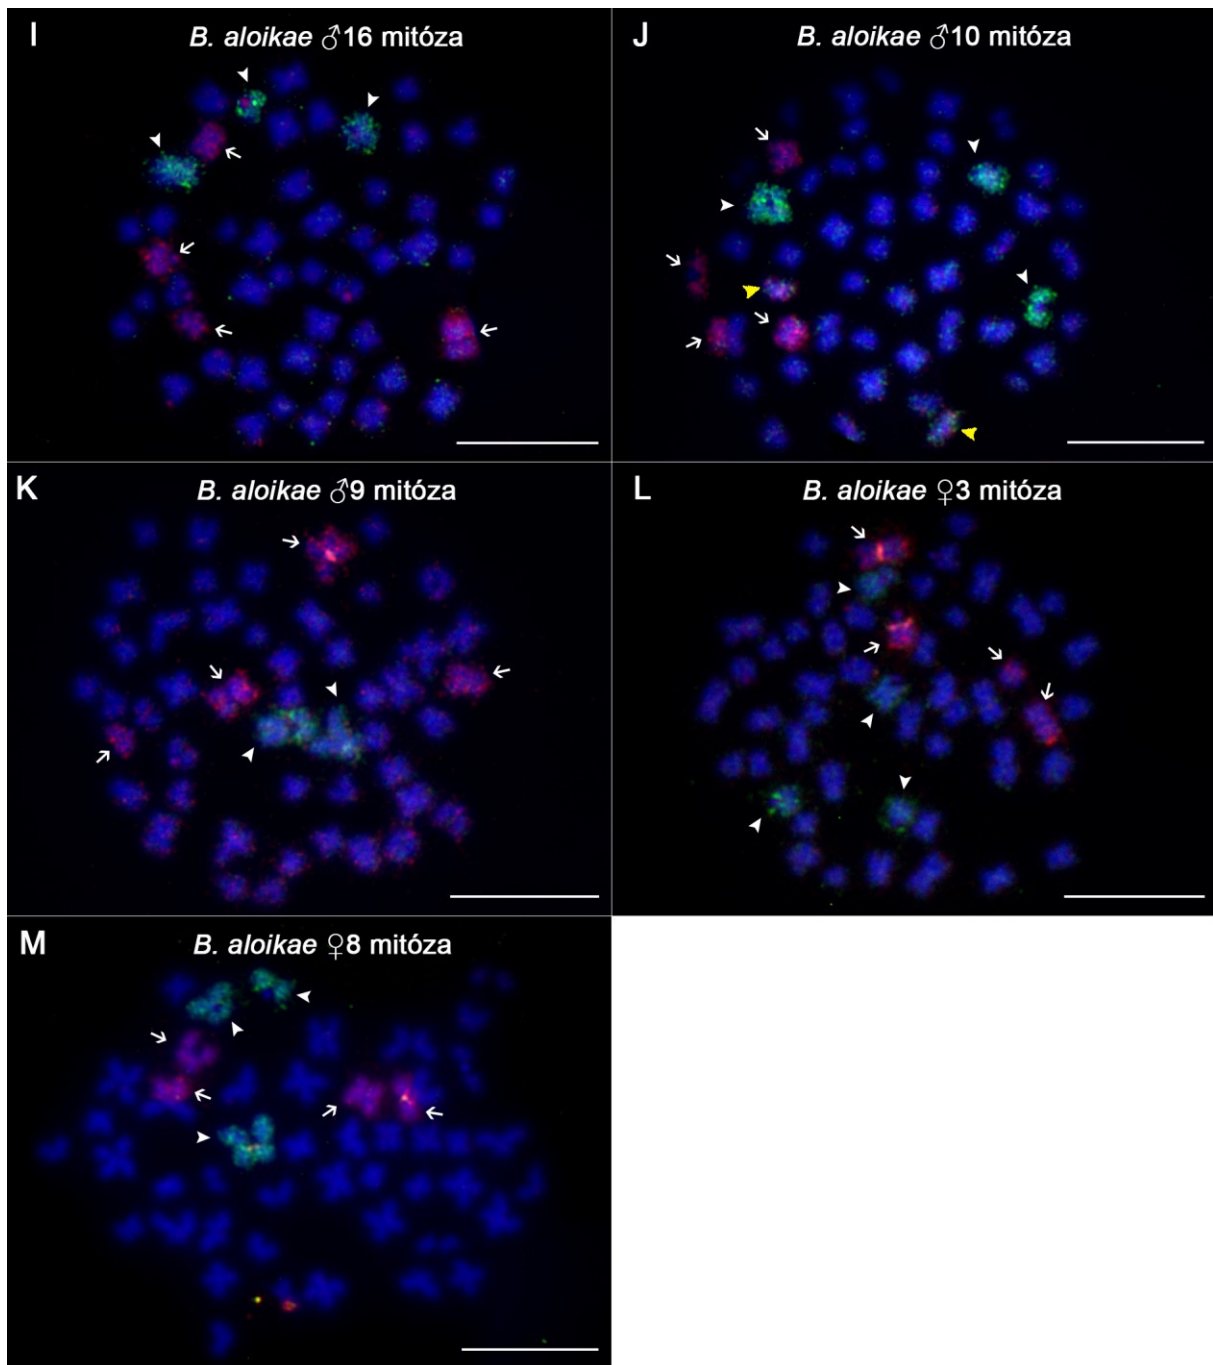 I
B. aloikae ♂16 mitóza
J
B. aloikae ♂10 mitóza
K
B. aloikae ♂9 mitóza
L
B. aloikae ♀3 mitóza
M
B. aloikae ♀8 mitóza